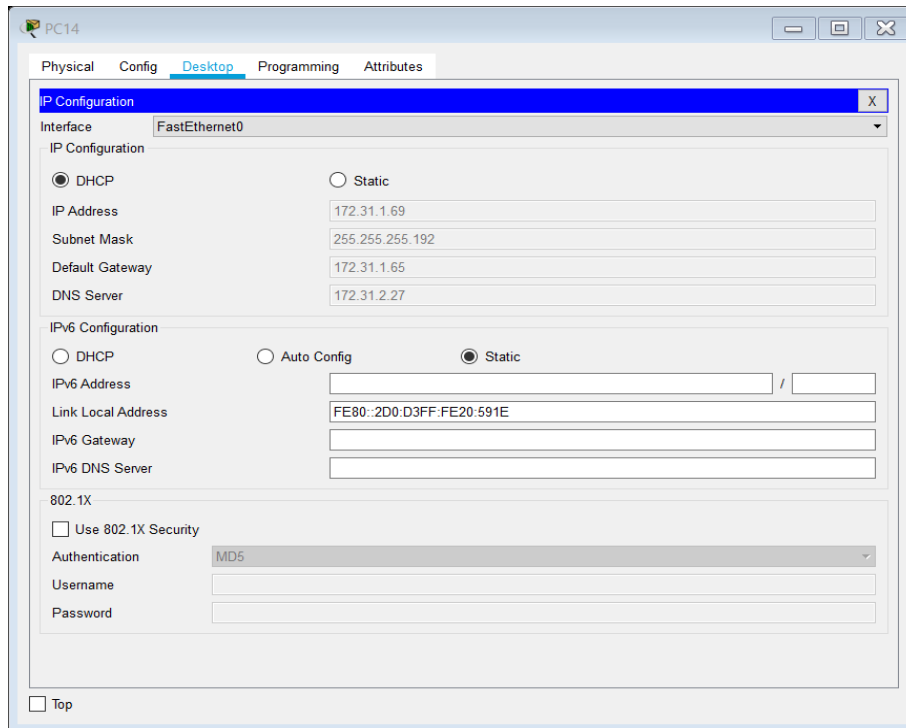 PC14
Physical Config Desktop Programming Attributes
IP Configuration X
Interface FastEthernet0
IP Configuration
DHCP Static
IP Address 172.31.1.69
Subnet Mask 255.255.255.192
Default Gateway 172.31.1.65
DNS Server 172.31.2.27
IPv6 Configuration
DHCP Auto Config Static
IPv6 Address /
Link Local Address FE80::2D0:D3FF:FE20:591E
IPv6 Gateway
IPv6 DNS Server
802.1X
Use 802.1X Security
Authentication MD5
Username
Password
Top